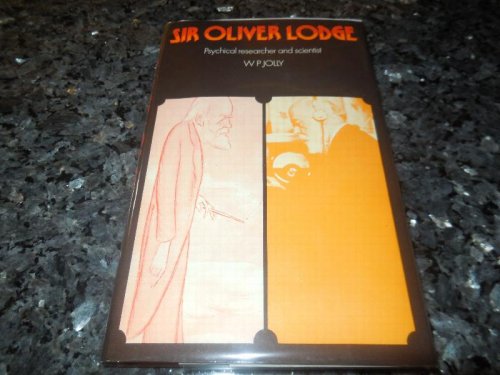 SIR OLIVER LODGE
Psychical researcher and scientist
W P JOLLY